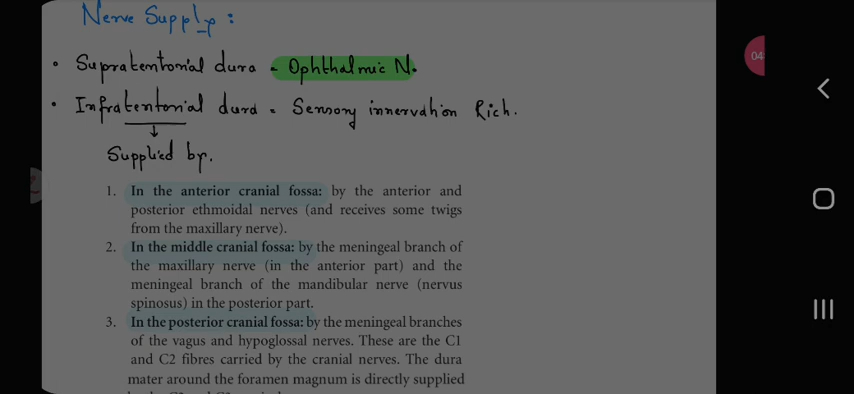 Nerve Supply :
• Supratentorial dura - Ophthalmic N.
• Infratentorial dura - Sensory innervation Rich.
Supplied by.
1. In the anterior cranial fossa: by the anterior and
posterior ethmoidal nerves (and receives some twigs
from the maxillary nerve).
2. In the middle cranial fossa: by the meningeal branch of
the maxillary nerve (in the anterior part) and the
meningeal branch of the mandibular nerve (nervus
spinosus) in the posterior part.
3. In the posterior cranial fossa: by the meningeal branches
of the vagus and hypoglossal nerves. These are the C1
and C2 fibres carried by the cranial nerves. The dura
mater around the foramen magnum is directly supplied
04